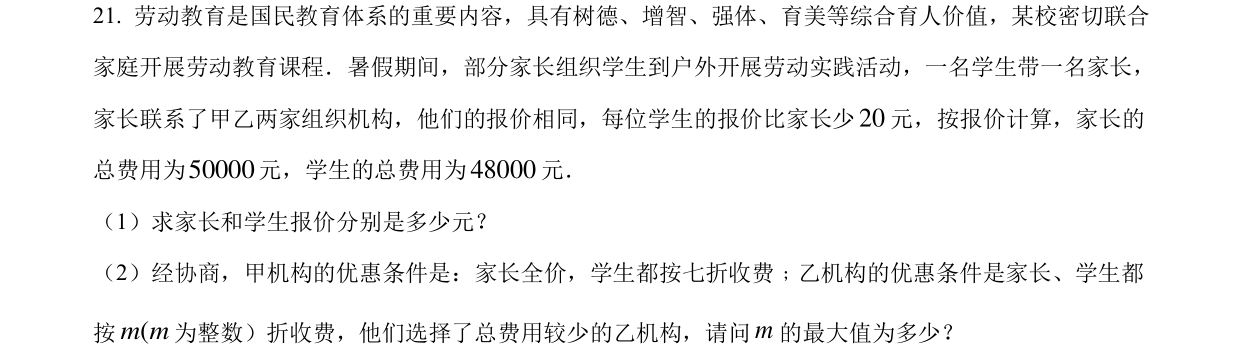 21. 劳动教育是国民教育体系的重要内容，具有树德、增智、强体、育美等综合育人价值，某校密切联合
家庭开展劳动教育课程．暑假期间，部分家长组织学生到户外开展劳动实践活动，一名学生带一名家长，
家长联系了甲乙两家组织机构，他们的报价相同，每位学生的报价比家长少20元，按报价计算，家长的
总费用为50000元，学生的总费用为48000元．
（1）求家长和学生报价分别是多少元？
（2）经协商，甲机构的优惠条件是：家长全价，学生都按七折收费；乙机构的优惠条件是家长、学生都
按m(m为整数）折收费，他们选择了总费用较少的乙机构，请问m的最大值为多少？